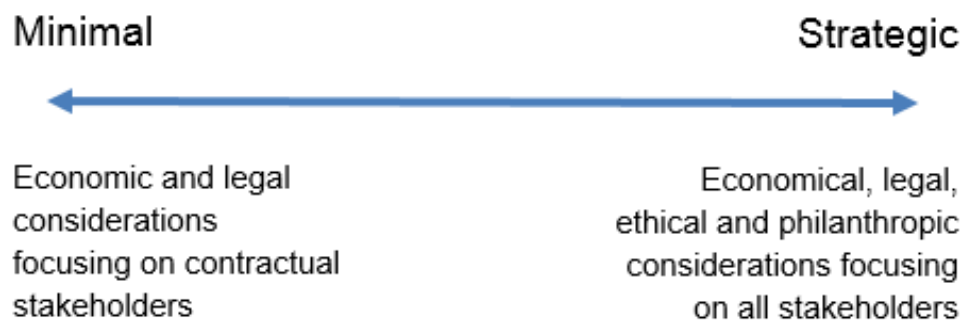 Minimal
Strategic
Economic and legal
considerations
focusing on contractual
stakeholders
Economical, legal,
ethical and philanthropic
considerations focusing
on all stakeholders